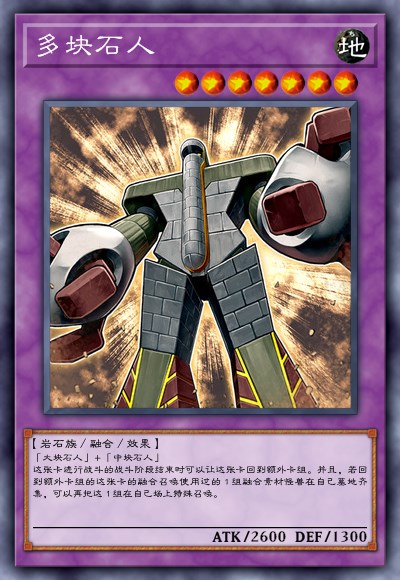 多块石人
地
【岩石族／融合／效果】
「大块石人」+「中块石人」
这张卡进行战斗的战斗阶段结束时可以让这张卡回到额外卡组。并且，若回
到额外卡组的这张卡的融合召唤使用过的1组融合素材怪兽在自己墓地齐
集，可以再把这1组在自己场上特殊召唤。
ATK/2600 DEF/1300